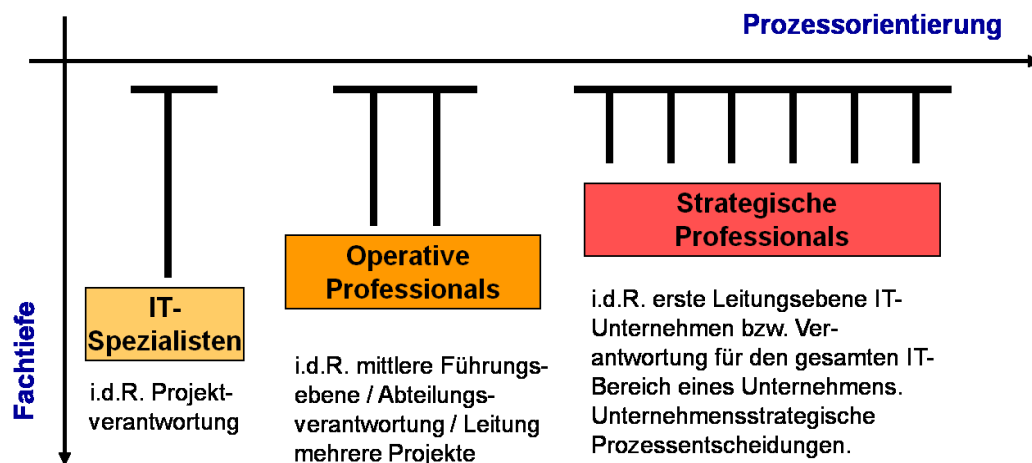 Prozessorientierung
Fachtiefe
IT-
Spezialisten
i.d.R. Projekt-
verantwortung
Operative
Professionals
i.d.R. mittlere Führungs-
ebene / Abteilungs-
verantwortung / Leitung
mehrere Projekte
Strategische
Professionals
i.d.R. erste Leitungsebene IT-
Unternehmen bzw. Ver-
antwortung für den gesamten IT-
Bereich eines Unternehmens.
Unternehmensstrategische
Prozessentscheidungen.